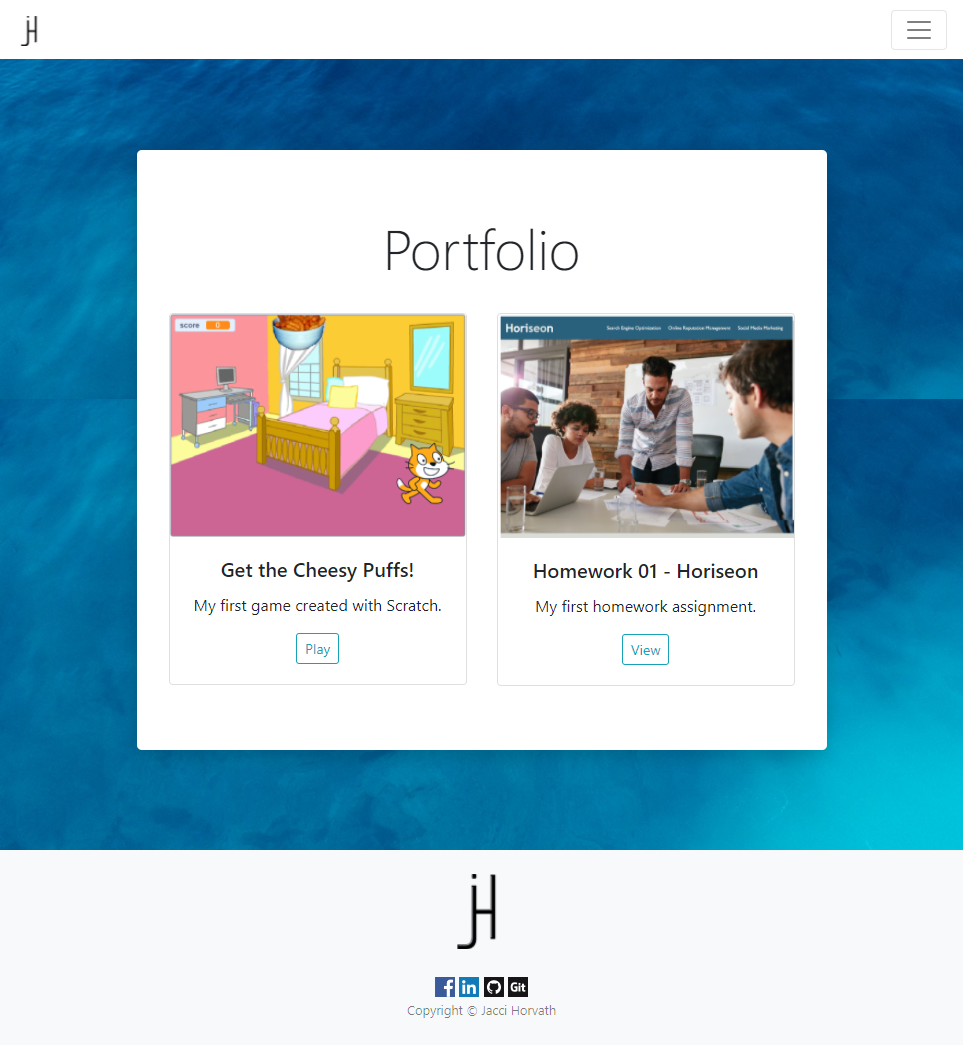 jH
Portfolio
score 0
Horiseon Search Engine Optimization Online Reputation Management Social Media Marketing
Get the Cheesy Puffs!
Homework 01 - Horiseon
My first game created with Scratch.
My first homework assignment.
Play
View
jH
f in Git
Copyright © Jacci Horvath